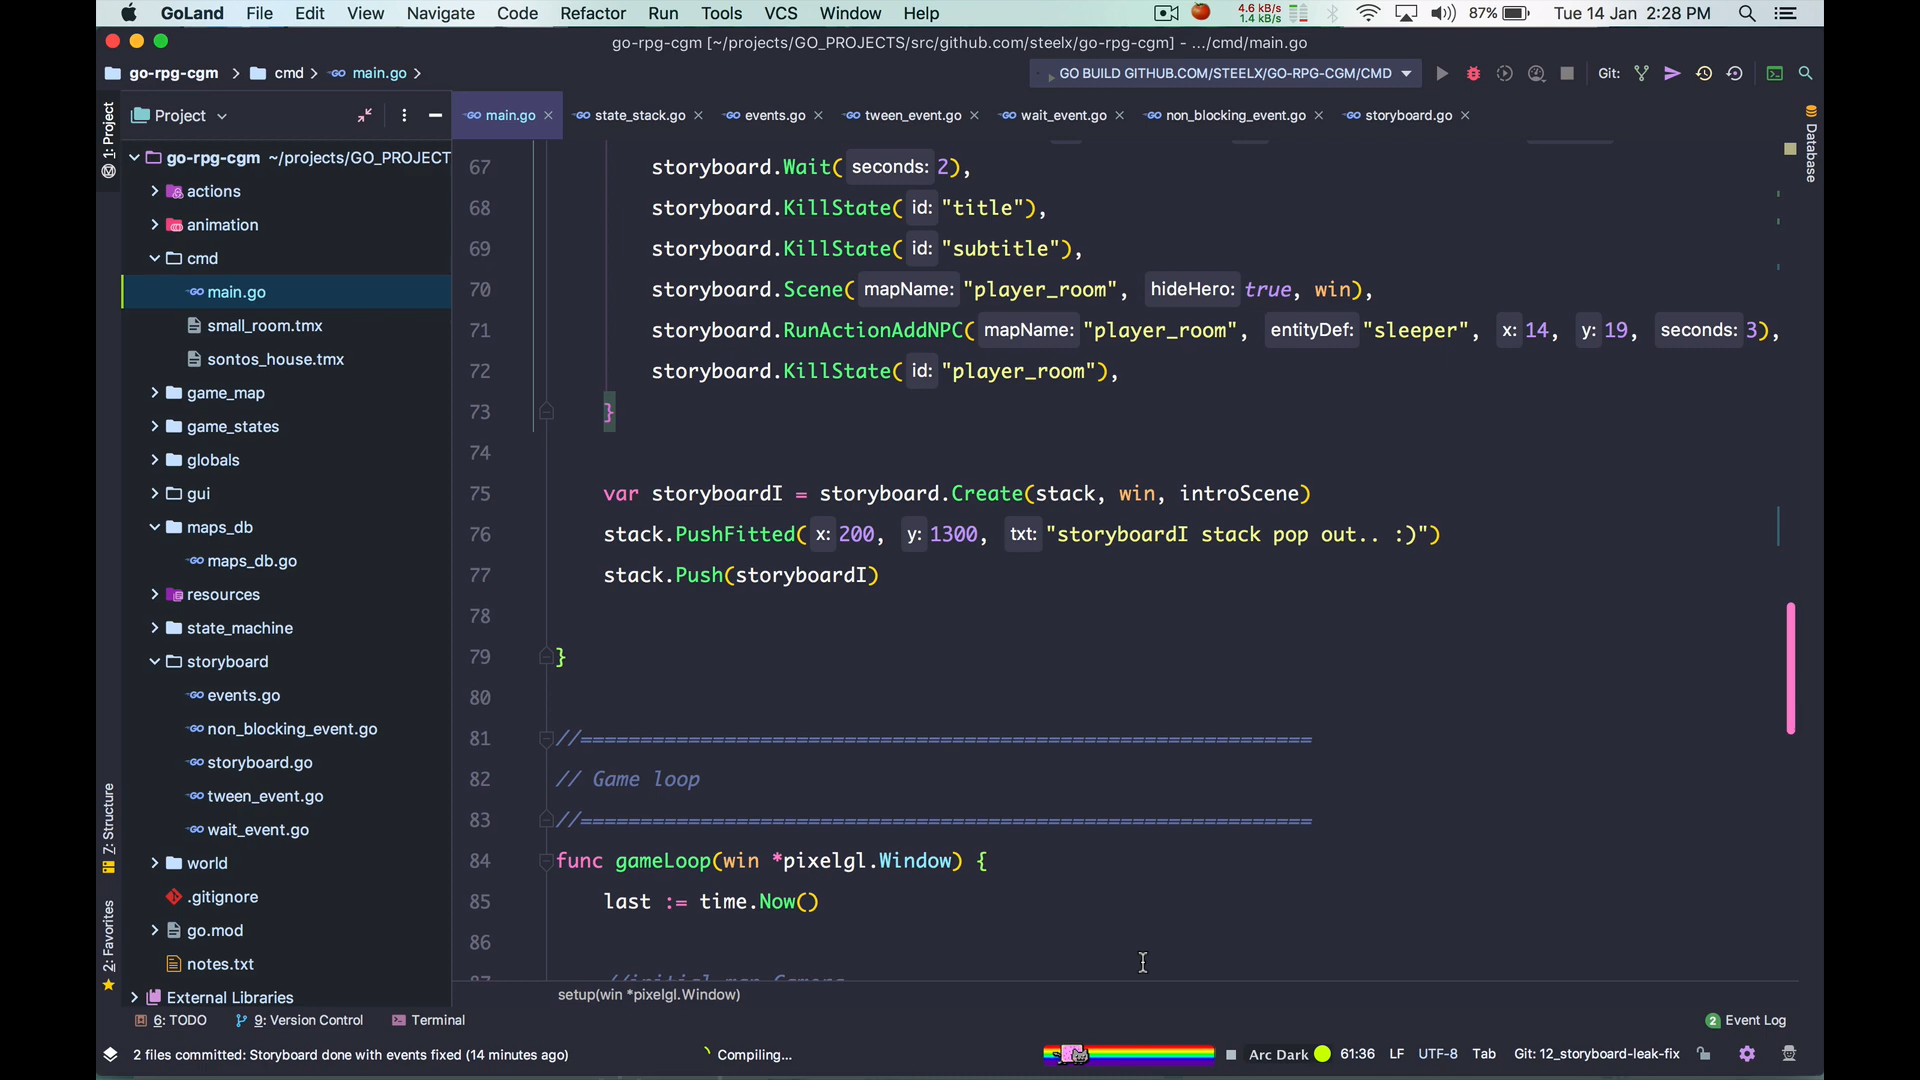 GoLand File Edit View Navigate Code Refactor Run Tools VCS Window Help
4.6 kB/s
1.4 kB/s
87% Tue 14 Jan 2:28 PM
go-rpg-cgm [~/projects/GO_PROJECTS/src/github.com/steelx/go-rpg-cgm] - .../cmd/main.go
go-rpg-cgm cmd main.go
GO BUILD GITHUB.COM/STEELX/GO-RPG-CGM/CMD
Git:
1: Project
Project
main.go state_stack.go events.go tween_event.go wait_event.go non_blocking_event.go storyboard.go
Database
go-rpg-cgm ~/projects/GO_PROJECT
actions
animation
cmd
main.go
small_room.tmx
sontos_house.tmx
game_map
game_states
globals
gui
maps_db
maps_db.go
resources
state_machine
storyboard
events.go
non_blocking_event.go
storyboard.go
tween_event.go
wait_event.go
world
.gitignore
go.mod
notes.txt
External Libraries
7: Structure
2: Favorites
67 storyboard.Wait( seconds: 2),
68 storyboard.KillState( id: "title"),
69 storyboard.KillState( id: "subtitle"),
70 storyboard.Scene( mapName: "player_room", hideHero: true, win),
71 storyboard.RunActionAddNPC( mapName: "player_room", entityDef: "sleeper", x: 14, y: 19, seconds: 3),
72 storyboard.KillState( id: "player_room"),
73 }
74
75 var storyboardI = storyboard.Create(stack, win, introScene)
76 stack.PushFitted( x: 200, y: 1300, txt: "storyboardI stack pop out.. :)")
77 stack.Push(storyboardI)
78
79 }
80
81 //=============================================================
82 // Game loop
83 //=============================================================
84 func gameLoop(win *pixelgl.Window) {
85 last := time.Now()
86
87 //initial map Camera
setup(win *pixelgl.Window)
6: TODO 9: Version Control Terminal
2 Event Log
2 files committed: Storyboard done with events fixed (14 minutes ago)
Compiling...
Arc Dark 61:36 LF UTF-8 Tab Git: 12_storyboard-leak-fix